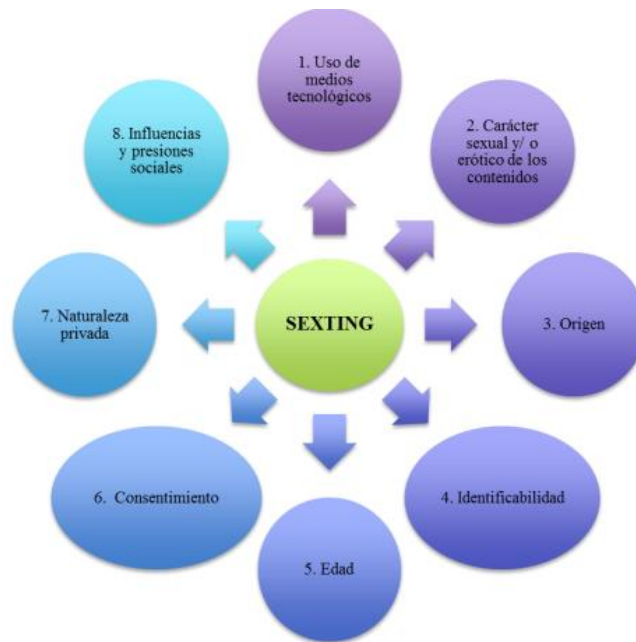 1. Uso de
medios
tecnológicos
2. Carácter
sexual y/ o
erótico de los
contenidos
3. Origen
4. Identificabilidad
5. Edad
6. Consentimiento
7. Naturaleza
privada
8. Influencias
y presiones
sociales
SEXTING